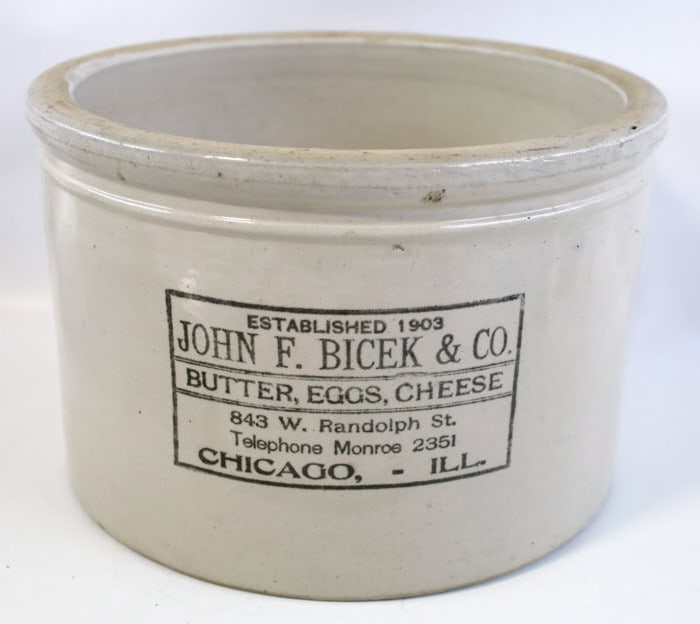 ESTABLISHED 1903
JOHN F. BICEK & CO.
BUTTER, EGGS, CHEESE
843 W. Randolph St.
Telephone Monroe 2351
CHICAGO, - ILL.